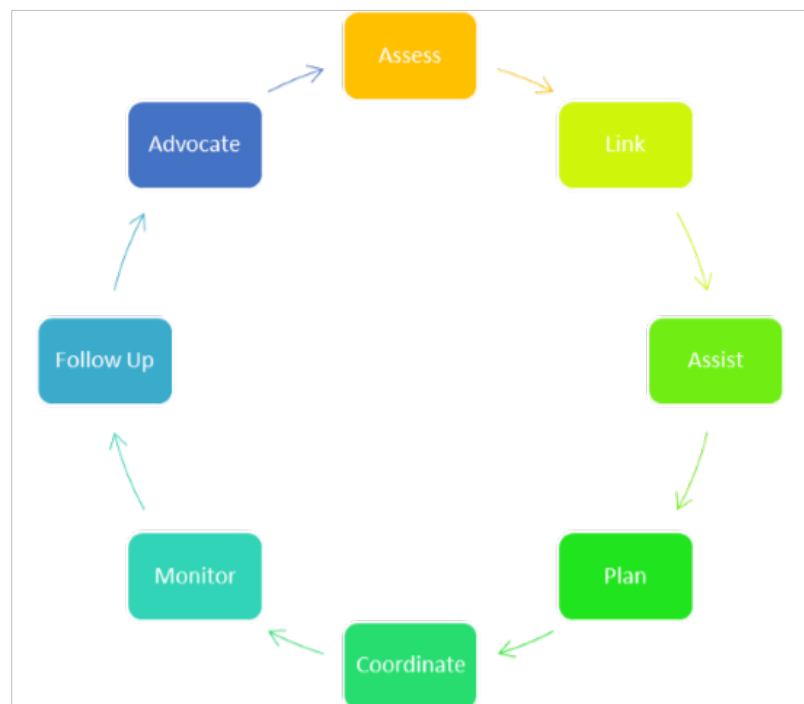 Assess
Link
Assist
Plan
Coordinate
Monitor
Follow Up
Advocate